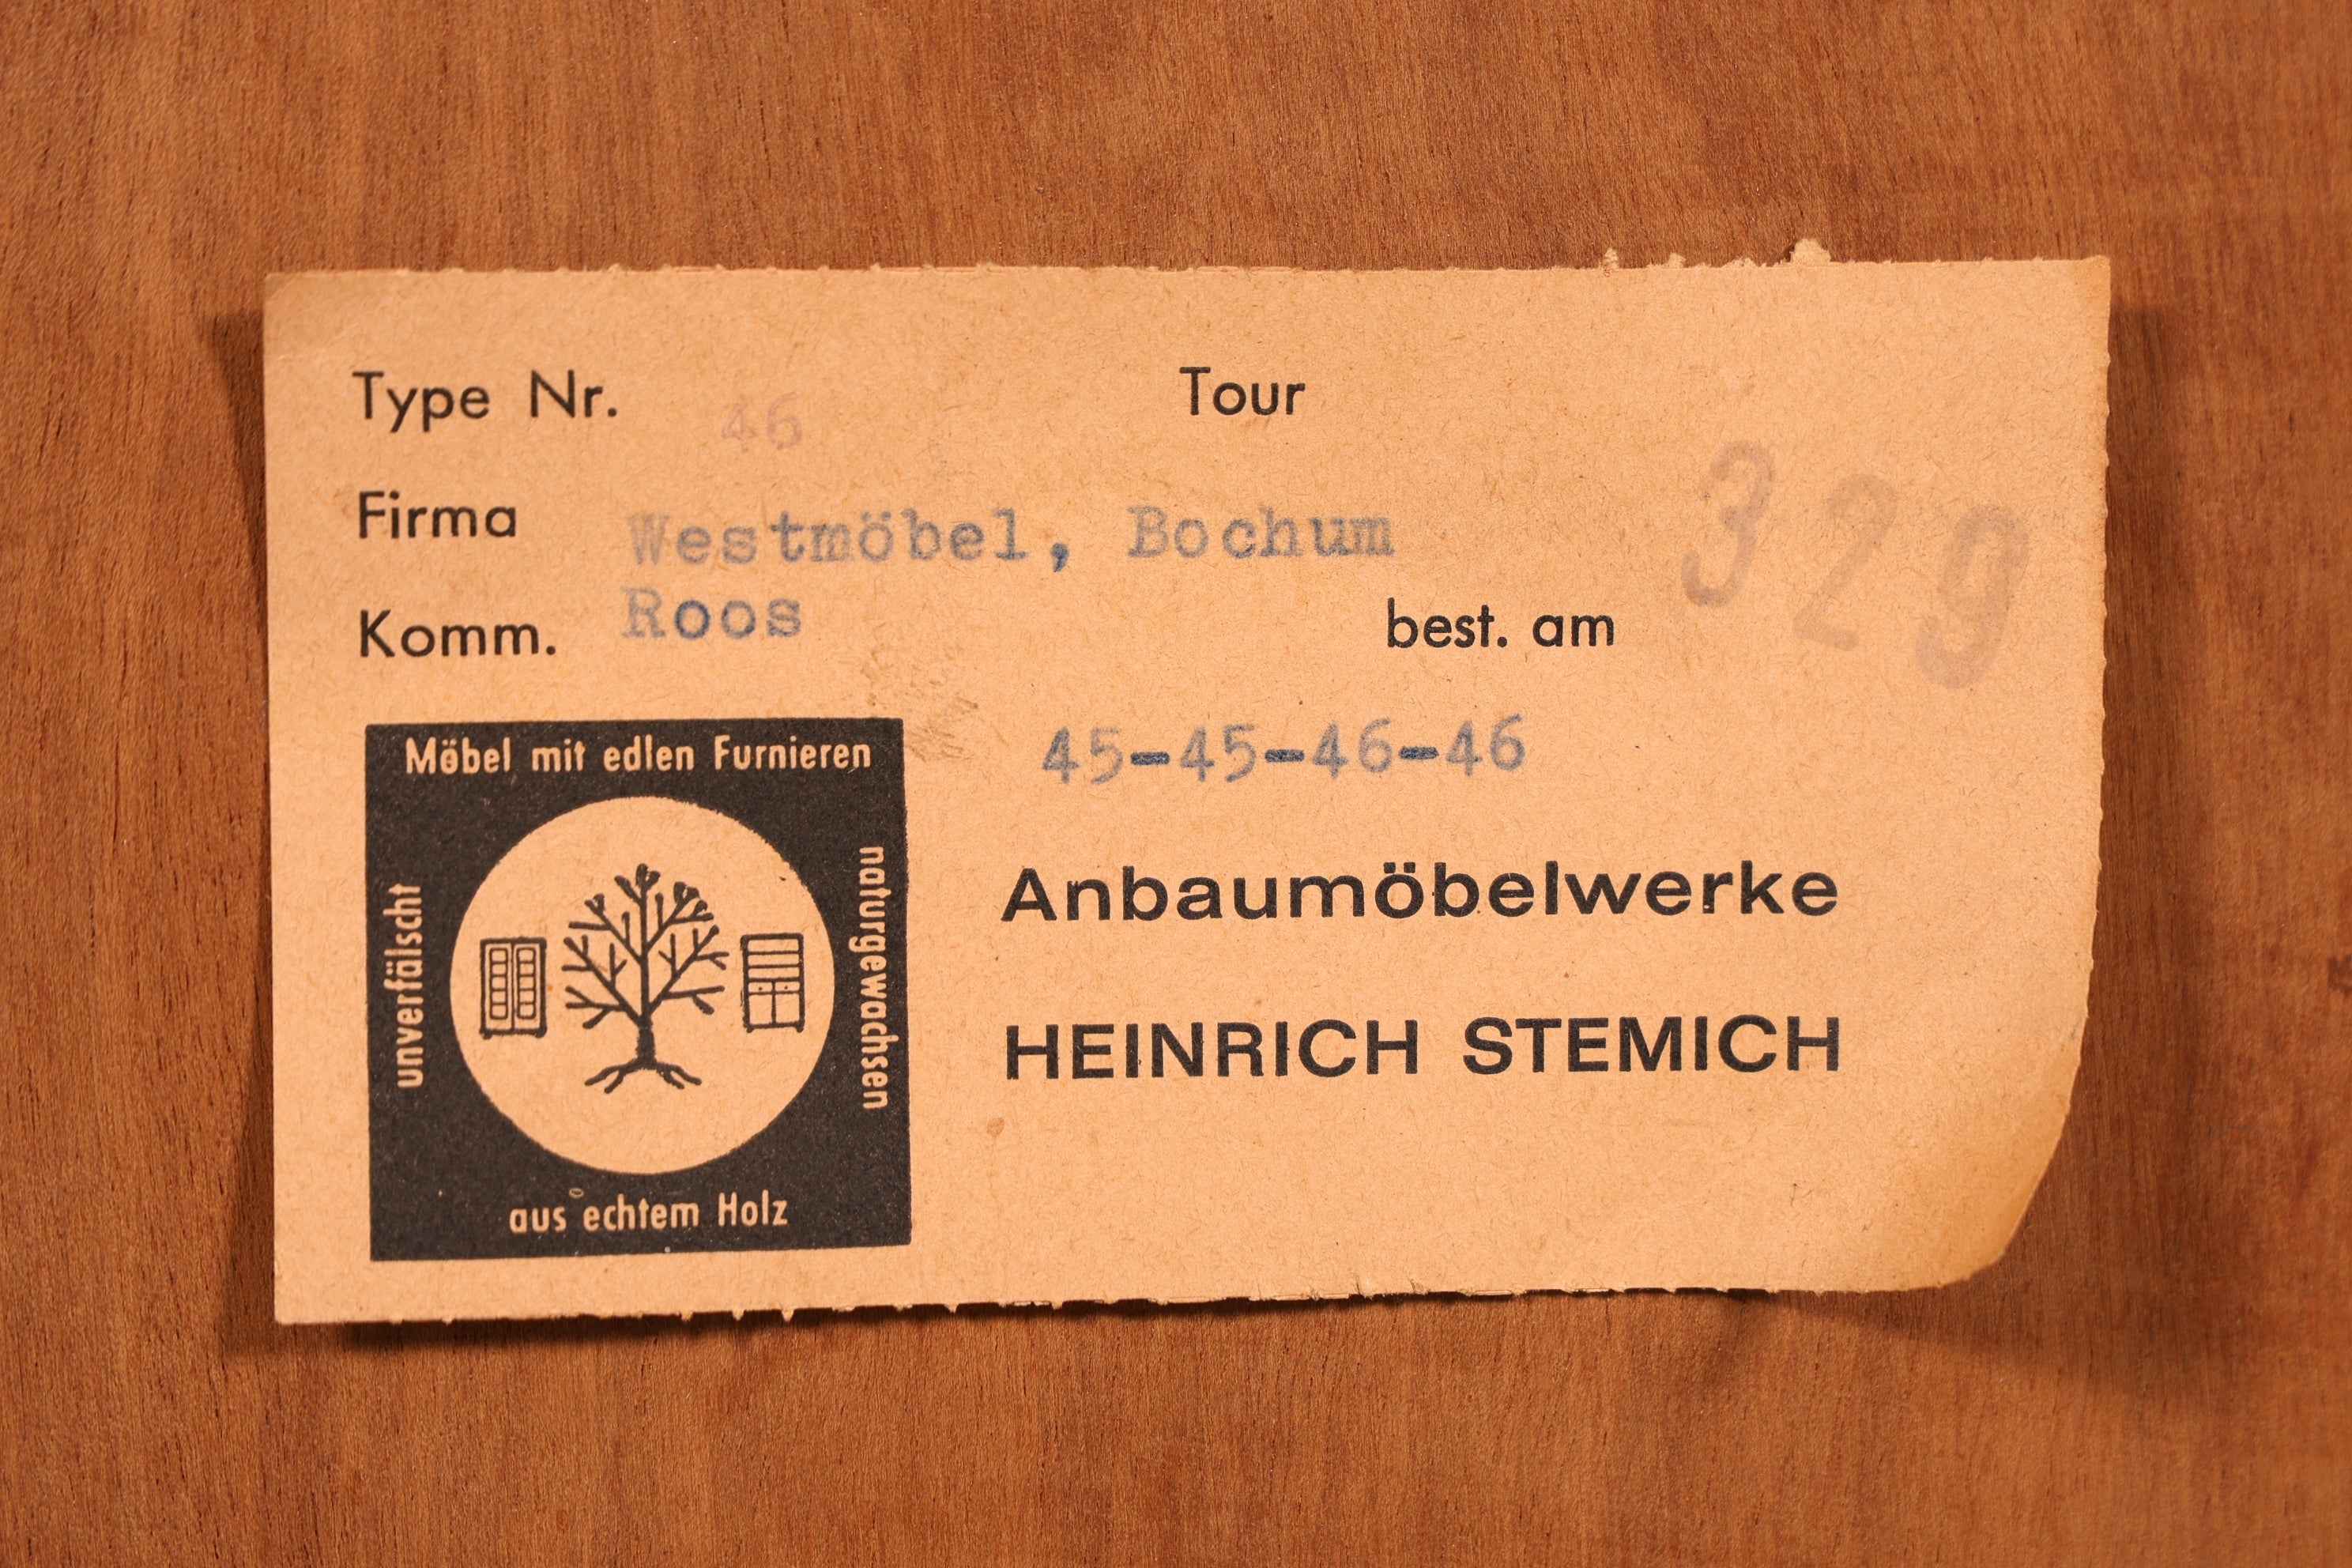 Type Nr. 46 Tour
Firma Westmöbel, Bochum 329
Komm. Roos best. am
45-45-46-46
Möbel mit edlen Furnieren
unverfälscht
naturgewachsen
aus echtem Holz
Anbaumöbelwerke
HEINRICH STEMICH